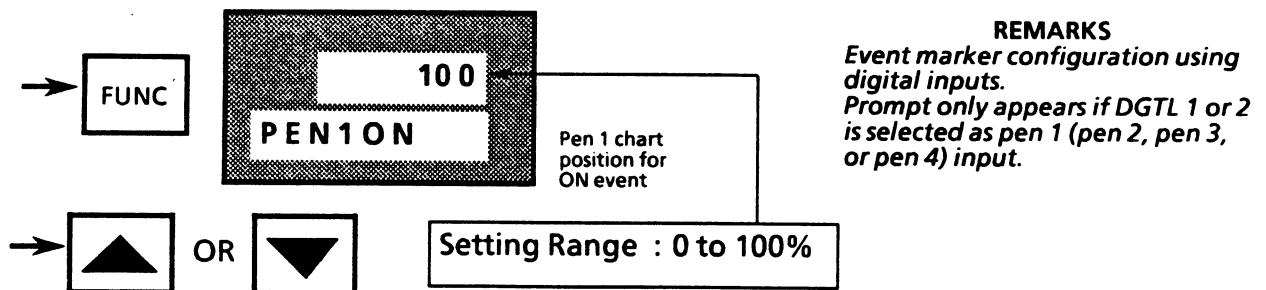 FUNC
100
PEN1ON
Pen 1 chart
position for
ON event
REMARKS
Event marker configuration using
digital inputs.
Prompt only appears if DGTL 1 or 2
is selected as pen 1 (pen 2, pen 3,
or pen 4) input.
OR
Setting Range : 0 to 100%